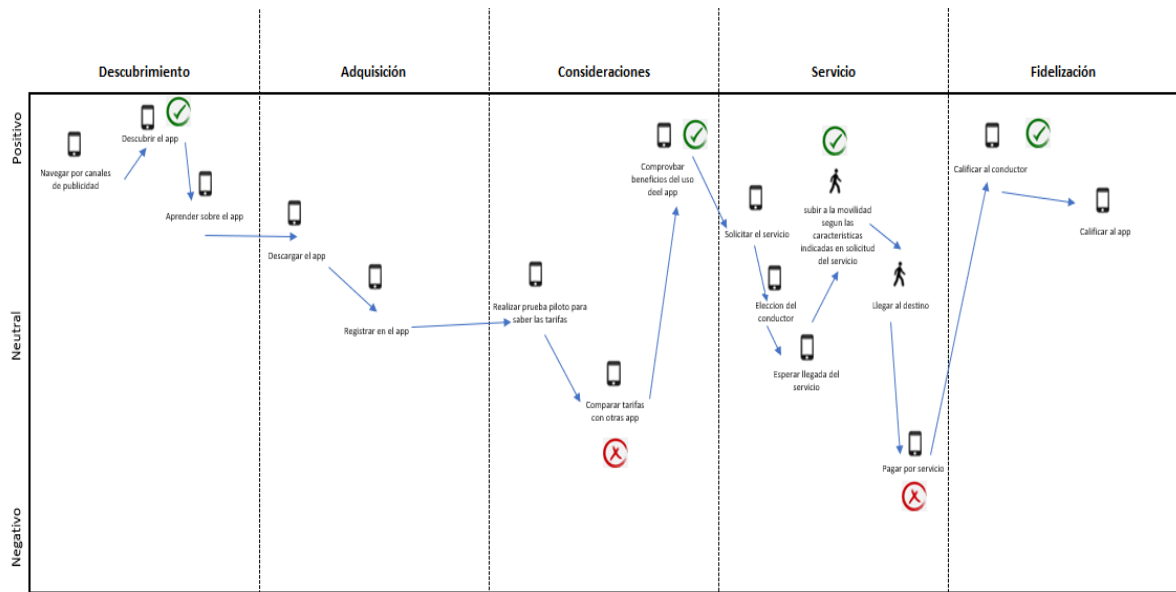 Descubrimiento
Adquisición
Consideraciones
Servicio
Fidelización
Positivo
Neutral
Negativo
Navegar por canales
de publicidad
Descubrir el app
Aprender sobre el app
Descargar el app
Registrar en el app
Realizar prueba piloto para
saber las tarifas
Comparar tarifas
con otras app
Comprovbar
beneficios del uso
deel app
Solicitar el servicio
Eleccion del
conductor
Esperar llegada del
servicio
subir a la movilidad
segun las
caracteristicas
indicadas en solicitud
del servicio
Llegar al destino
Pagar por servicio
Calificar al conductor
Calificar al app